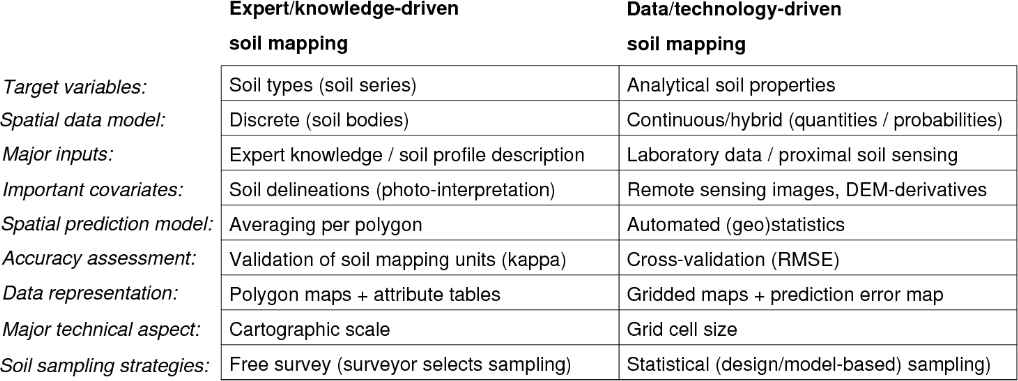 Expert/knowledge-driven Data/technology-driven
soil mapping soil mapping
Target variables: Soil types (soil series) Analytical soil properties
Spatial data model: Discrete (soil bodies) Continuous/hybrid (quantities / probabilities)
Major inputs: Expert knowledge / soil profile description Laboratory data / proximal soil sensing
Important covariates: Soil delineations (photo-interpretation) Remote sensing images, DEM-derivatives
Spatial prediction model: Averaging per polygon Automated (geo)statistics
Accuracy assessment: Validation of soil mapping units (kappa) Cross-validation (RMSE)
Data representation: Polygon maps + attribute tables Gridded maps + prediction error map
Major technical aspect: Cartographic scale Grid cell size
Soil sampling strategies: Free survey (surveyor selects sampling) Statistical (design/model-based) sampling)